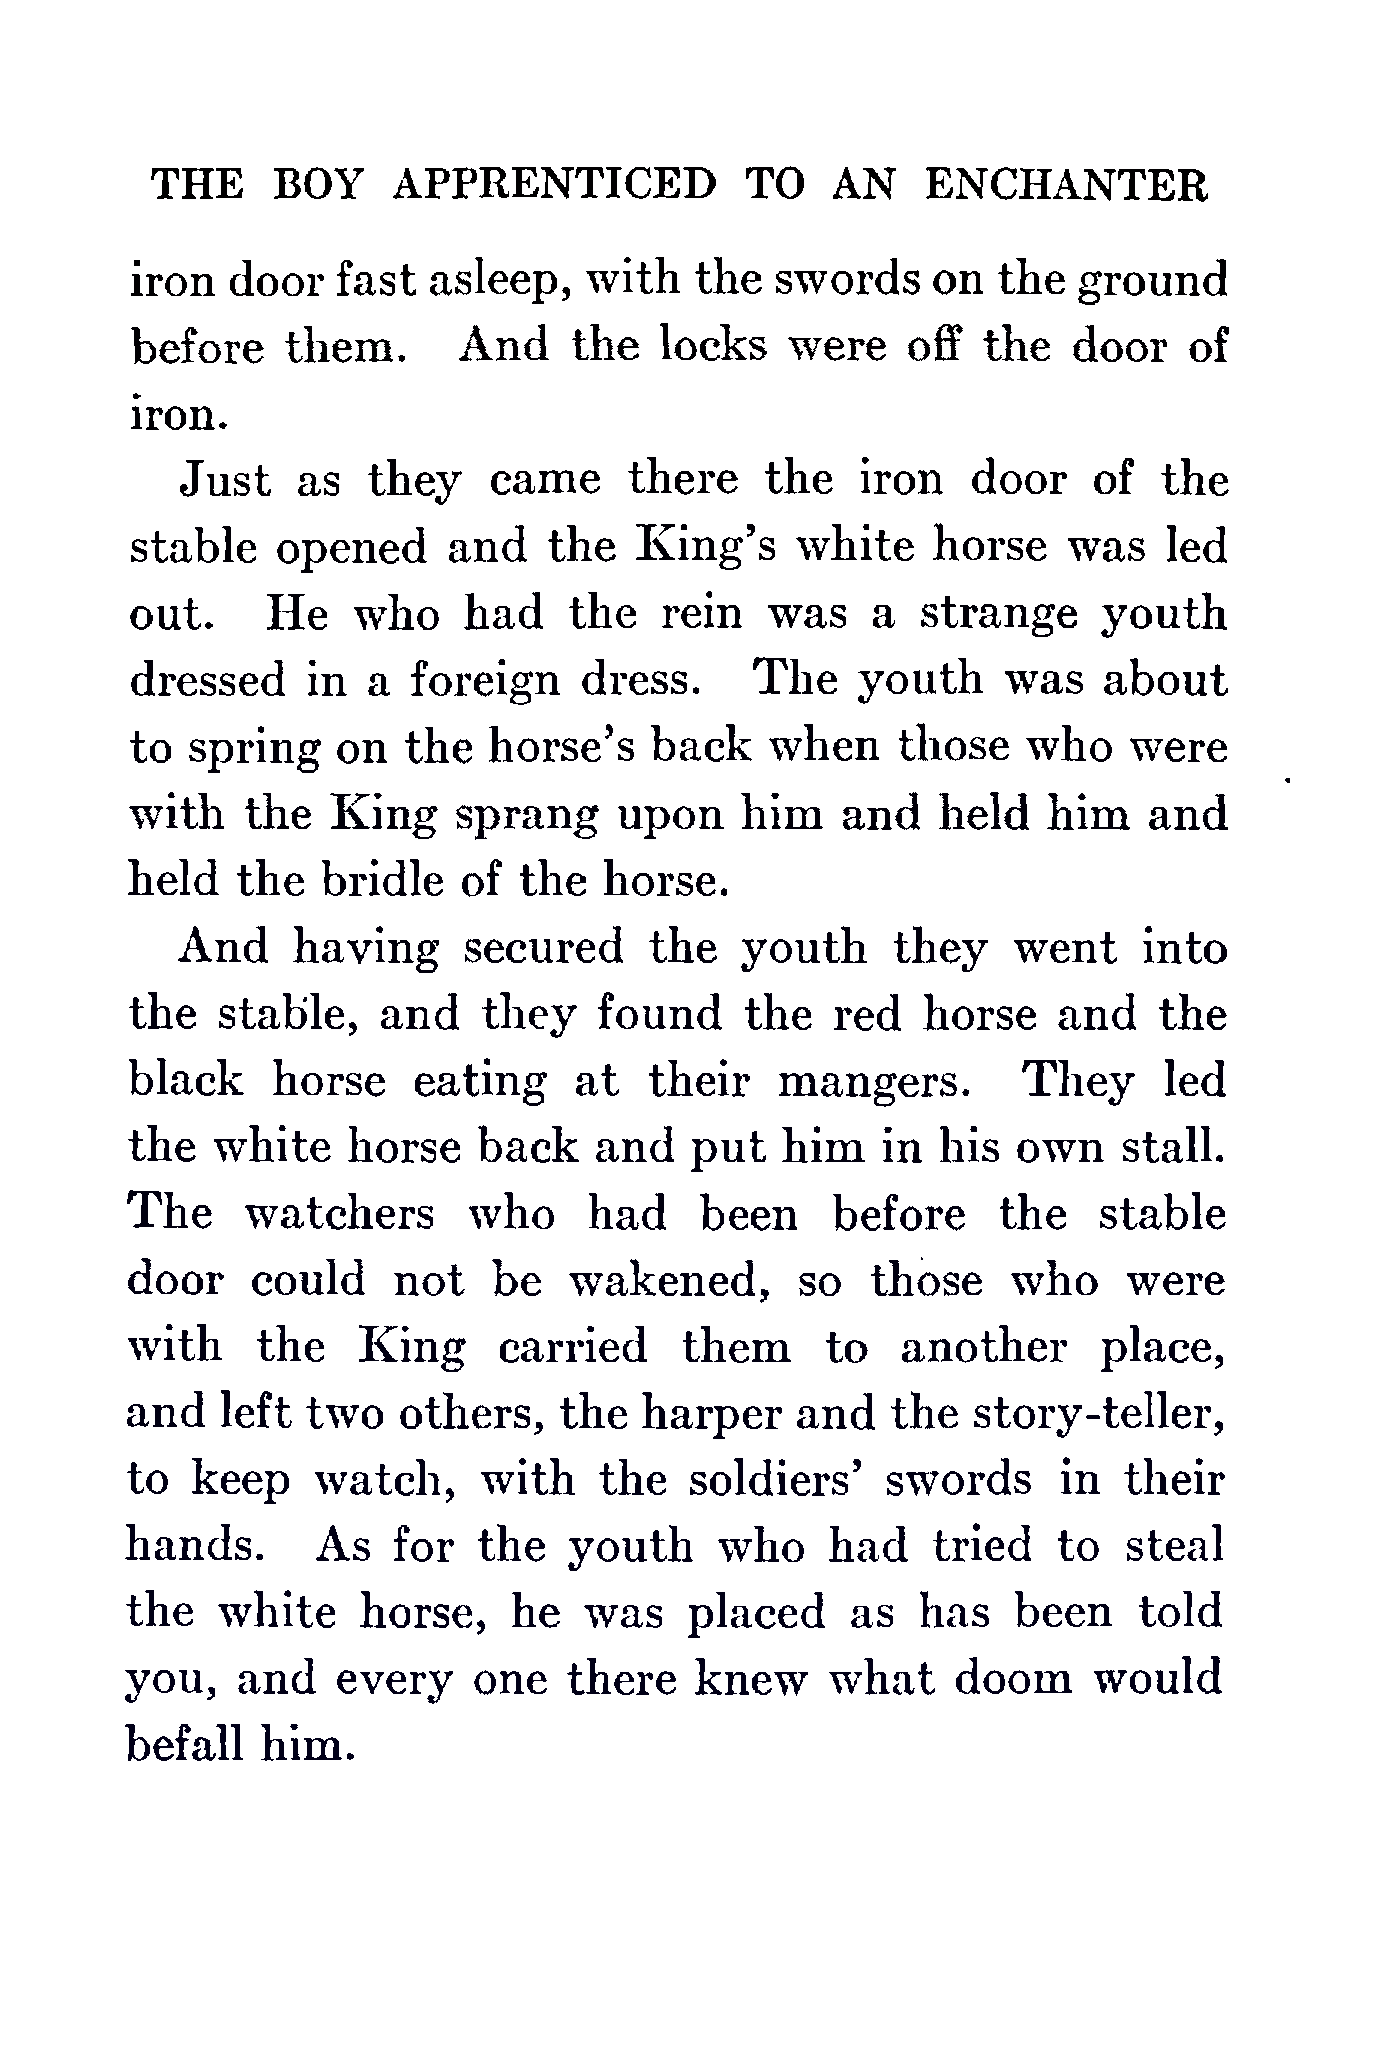 THE BOY APPRENTICED TO AN ENCHANTER
iron door fast asleep, with the swords on the ground
before them. And the locks were off the door of
iron.
Just as they came there the iron door of the
stable opened and the King's white horse was led
out. He who had the rein was a strange youth
dressed in a foreign dress. The youth was about
to spring on the horse's back when those who were
with the King sprang upon him and held him and
held the bridle of the horse.
And having secured the youth they went into
the stable, and they found the red horse and the
black horse eating at their mangers. They led
the white horse back and put him in his own stall.
The watchers who had been before the stable
door could not be wakened, so those who were
with the King carried them to another place,
and left two others, the harper and the story-teller,
to keep watch, with the soldiers' swords in their
hands. As for the youth who had tried to steal
the white horse, he was placed as has been told
you, and every one there knew what doom would
befall him.